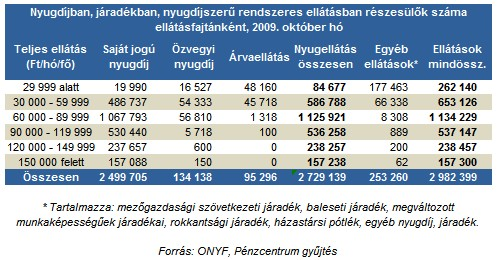 Nyugdíjban, járadékban, nyugdíjszerű rendszeres ellátásban részesülők száma
ellátásfajtánként, 2009. október hó
Teljes ellátás (Ft/hó/fő) Saját jogú nyugdíj Özvegyi nyugdíj Árvaellátás Nyugellátás összesen Egyéb ellátások* Ellátások mindössz.
29 999 alatt 19 990 16 527 48 160 84 677 177 463 262 140
30 000 - 59 999 486 737 54 333 45 718 586 788 66 338 653 126
60 000 - 89 999 1 067 793 56 810 1 318 1 125 921 8 308 1 134 229
90 000 - 119 999 530 440 5 718 100 536 258 889 537 147
120 000 - 149 999 237 657 600 0 238 257 200 238 457
150 000 felett 157 088 150 0 157 238 62 157 300
Összesen 2 499 705 134 138 95 296 2 729 139 253 260 2 982 399
* Tartalmazza: mezőgazdasági szövetkezeti járadék, baleseti járadék, megváltozott
munkaképességűek járadékai, rokkantsági járadék, házastársi pótlék, egyéb nyugdíj, járadék.
Forrás: ONYF, Pénzcentrum gyűjtés